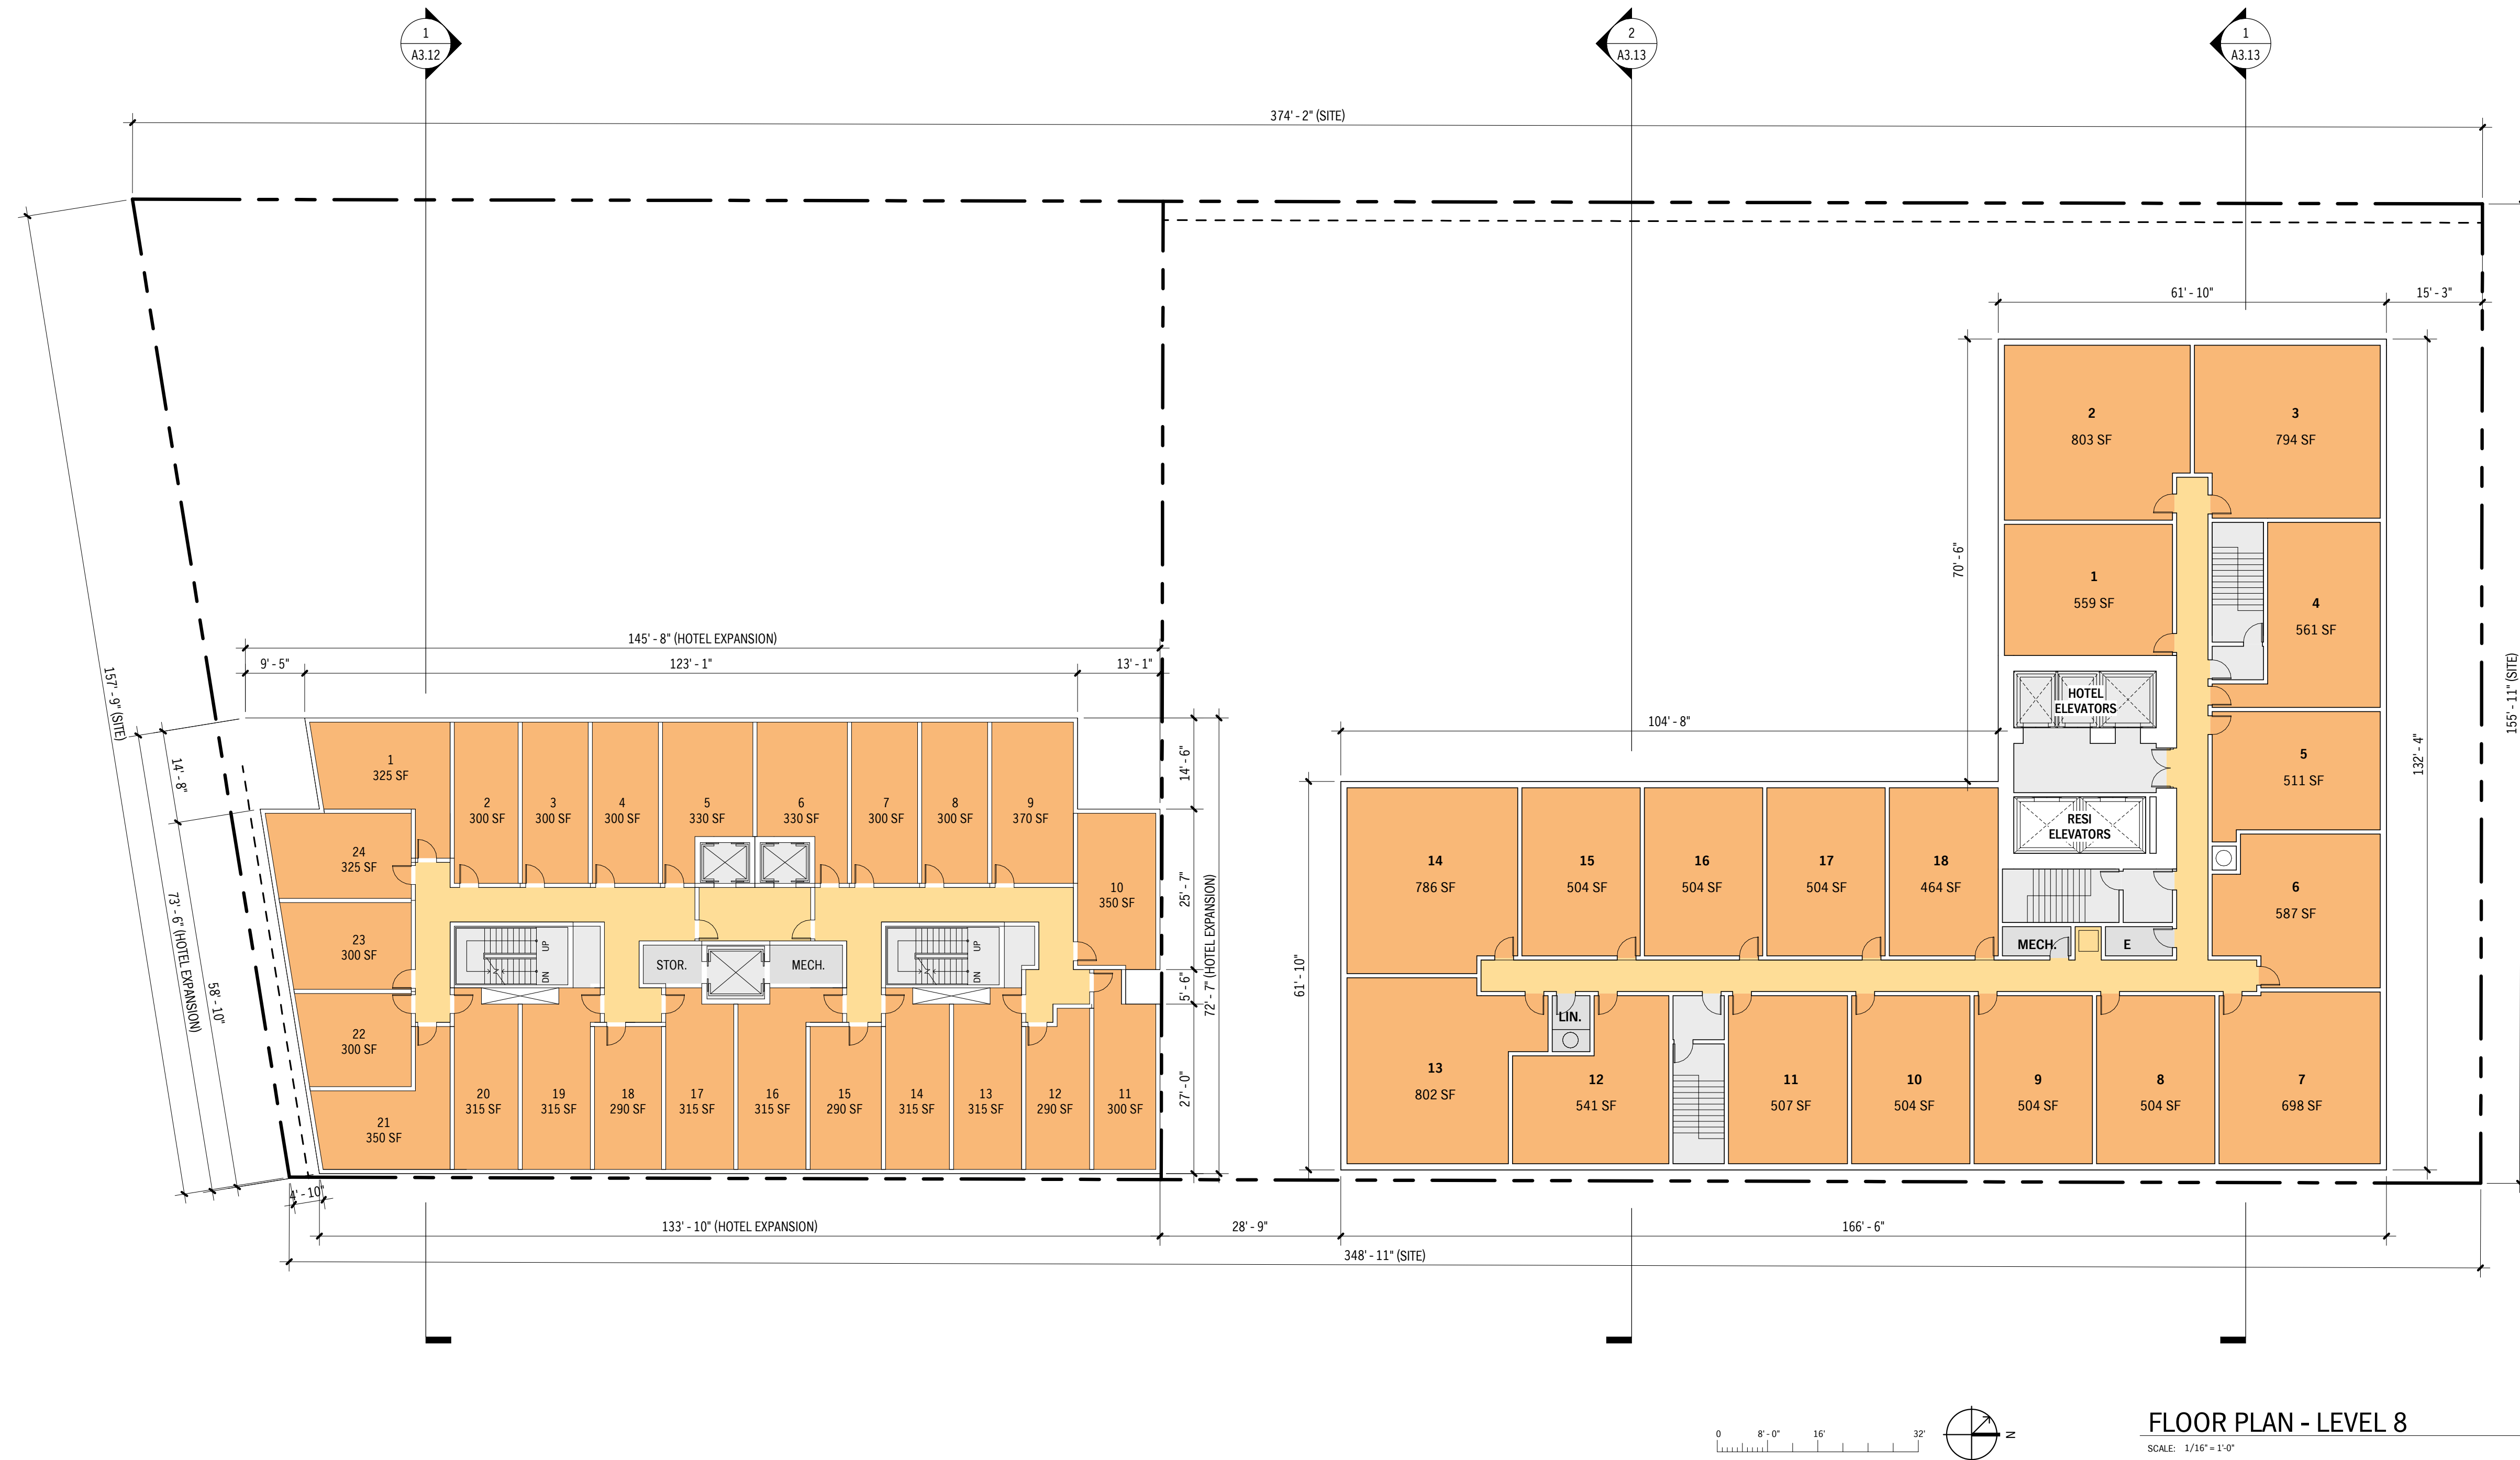 1
A3.12
2
A3.13
1
A3.13
374' - 2" (SITE)
61' - 10"
15' - 3"
157' - 9" (SITE)
155' - 11" (SITE)
132' - 4"
70' - 6"
2
803 SF
3
794 SF
1
559 SF
4
561 SF
HOTEL
ELEVATORS
5
511 SF
RESI
ELEVATORS
6
587 SF
MECH.
E
104' - 8"
61' - 10"
14
786 SF
15
504 SF
16
504 SF
17
504 SF
18
464 SF
LIN.
13
802 SF
12
541 SF
11
507 SF
10
504 SF
9
504 SF
8
504 SF
7
698 SF
145' - 8" (HOTEL EXPANSION)
9' - 5"
123' - 1"
13' - 1"
14' - 8"
73' - 6" (HOTEL EXPANSION)
58' - 10"
14' - 6"
25' - 7"
5' - 6"
27' - 0"
72' - 7" (HOTEL EXPANSION)
1
325 SF
2
300 SF
3
300 SF
4
300 SF
5
330 SF
6
330 SF
7
300 SF
8
300 SF
9
370 SF
10
350 SF
24
325 SF
23
300 SF
22
300 SF
21
350 SF
UP
DN
STOR.
MECH.
UP
DN
20
315 SF
19
315 SF
18
290 SF
17
315 SF
16
315 SF
15
290 SF
14
315 SF
13
315 SF
12
290 SF
11
300 SF
4' - 10"
133' - 10" (HOTEL EXPANSION)
28' - 9"
166' - 6"
348' - 11" (SITE)
0
8' - 0"
16'
32'
N
FLOOR PLAN - LEVEL 8
SCALE: 1/16" = 1'-0"